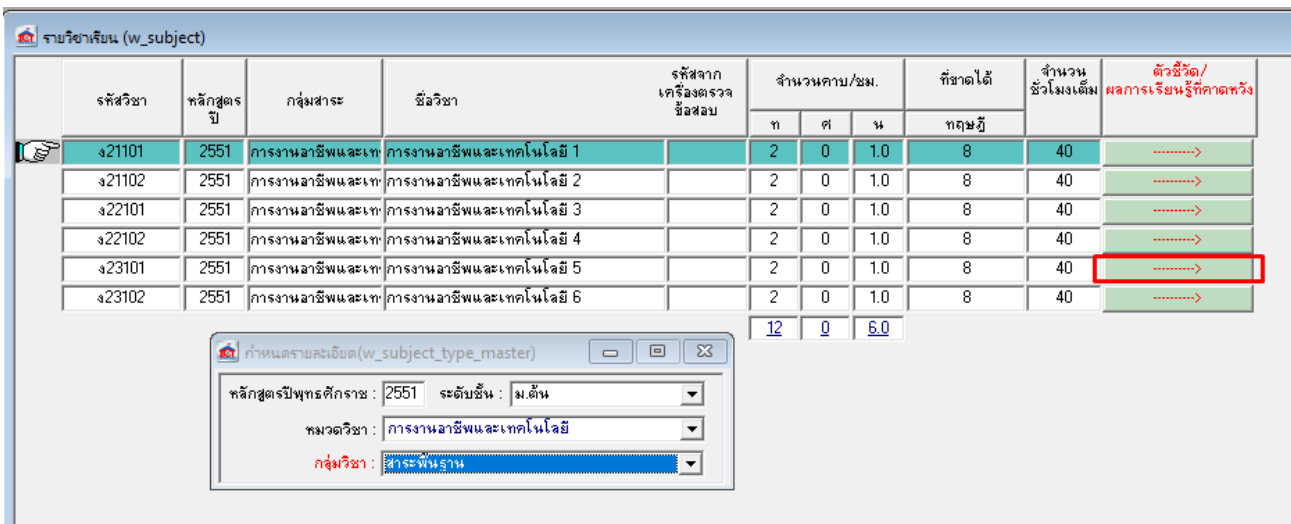 รายวิชาเรียน (w_subject)
รหัสวิชา หลักสูตรปี กลุ่มสาระ ชื่อวิชา รหัสจากเครื่องตรวจข้อสอบ จำนวนคาบ/ชม. ที่ขาดได้ จำนวนชั่วโมงเต็ม ตัวชี้วัด/ผลการเรียนรู้ที่คาดหวัง
ท ศ น ทฤษฎี
ง21101 2551 การงานอาชีพและเท การงานอาชีพและเทคโนโลยี 1 2 0 1.0 8 40 --------->
ง21102 2551 การงานอาชีพและเท การงานอาชีพและเทคโนโลยี 2 2 0 1.0 8 40 --------->
ง22101 2551 การงานอาชีพและเท การงานอาชีพและเทคโนโลยี 3 2 0 1.0 8 40 --------->
ง22102 2551 การงานอาชีพและเท การงานอาชีพและเทคโนโลยี 4 2 0 1.0 8 40 --------->
ง23101 2551 การงานอาชีพและเท การงานอาชีพและเทคโนโลยี 5 2 0 1.0 8 40 --------->
ง23102 2551 การงานอาชีพและเท การงานอาชีพและเทคโนโลยี 6 2 0 1.0 8 40 --------->
12 0 6.0
กำหนดรายละเอียด(w_subject_type_master)
หลักสูตรปีพุทธศักราช : 2551 ระดับชั้น : ม.ต้น
หมวดวิชา : การงานอาชีพและเทคโนโลยี
กลุ่มวิชา : สาระพื้นฐาน